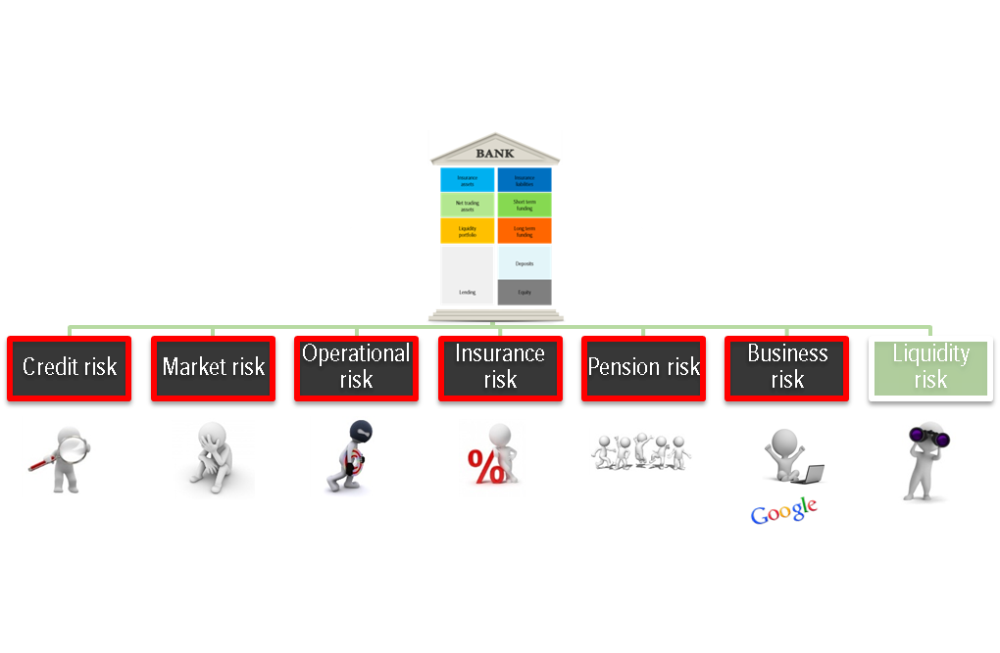 BANK
Insurance
assets
Insurance
liabilities
Net trading
assets
Short term
funding
Liquidity
portfolio
Long term
funding
Deposits
Lending
Equity
Credit risk
Market risk
Operational
risk
Insurance
risk
Pension risk
Business
risk
Liquidity
risk
%
Google